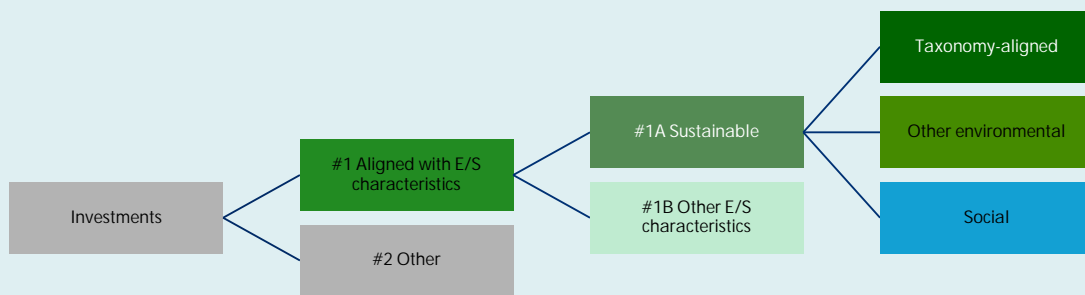 Investments
#1 Aligned with E/S
characteristics
#2 Other
#1A Sustainable
#1B Other E/S
characteristics
Taxonomy-aligned
Other environmental
Social